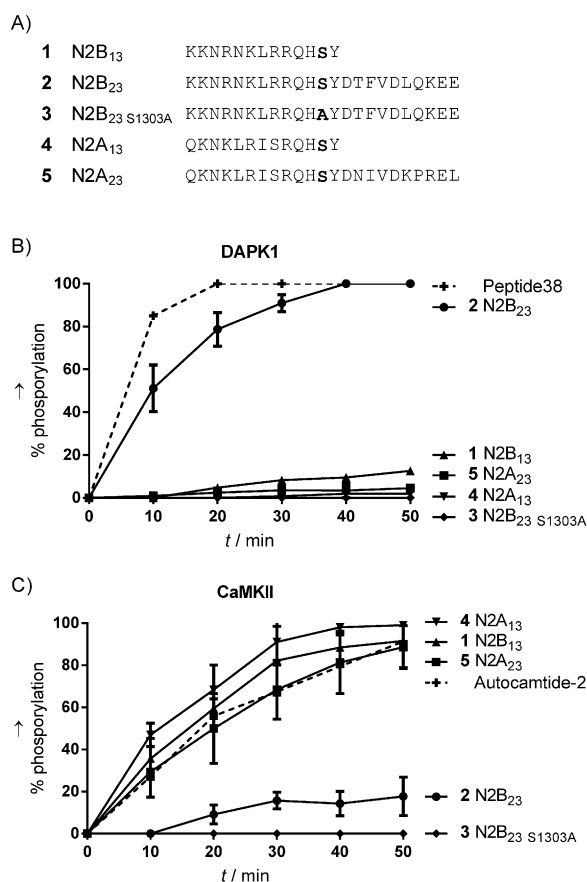 A)
1 N2B13 KKNRNKLRRQHSY
2 N2B23 KKNRNKLRRQHSYDTFVDLQKEE
3 N2B23 S1303A KKNRNKLRRQHAYDTFVDLQKEE
4 N2A13 QKNKLRISRQHSY
5 N2A23 QKNKLRISRQHSYDNIVDKPREL
B)
DAPK1
100
80
60
40
20
0
→
% phosporylation
0 10 20 30 40 50
t / min
Peptide38
2 N2B23
1 N2B13
5 N2A23
4 N2A13
3 N2B23 S1303A
C)
CaMKII
100
80
60
40
20
0
→
% phosporylation
0 10 20 30 40 50
t / min
4 N2A13
1 N2B13
5 N2A23
Autocamtide-2
2 N2B23
3 N2B23 S1303A